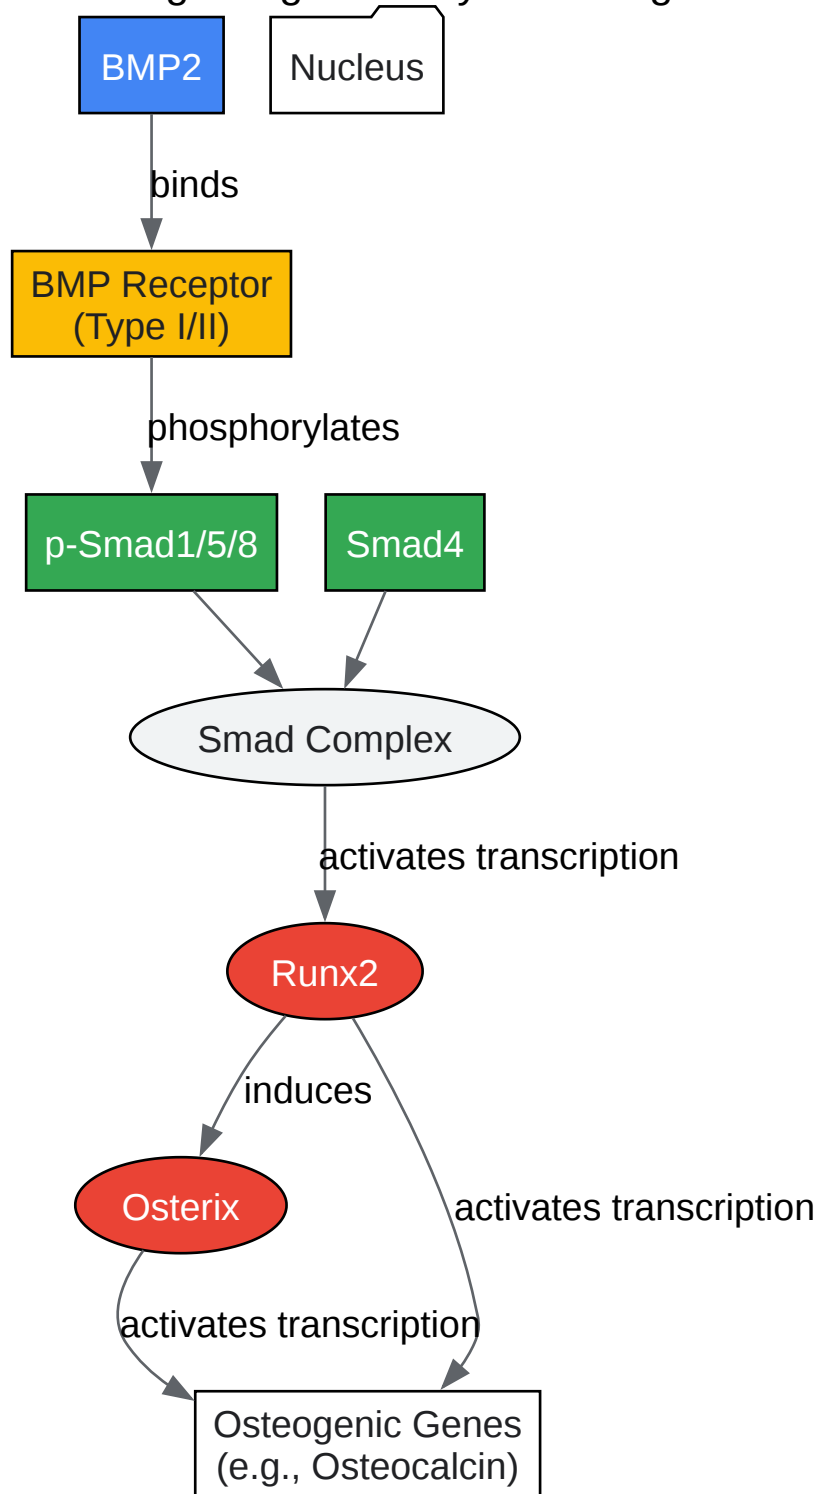 BMP2
Nucleus
binds
BMP Receptor
(Type I/II)
phosphorylates
p-Smad1/5/8
Smad4
Smad Complex
activates transcription
Runx2
induces
Osterix
activates transcription
activates transcription
Osteogenic Genes
(e.g., Osteocalcin)